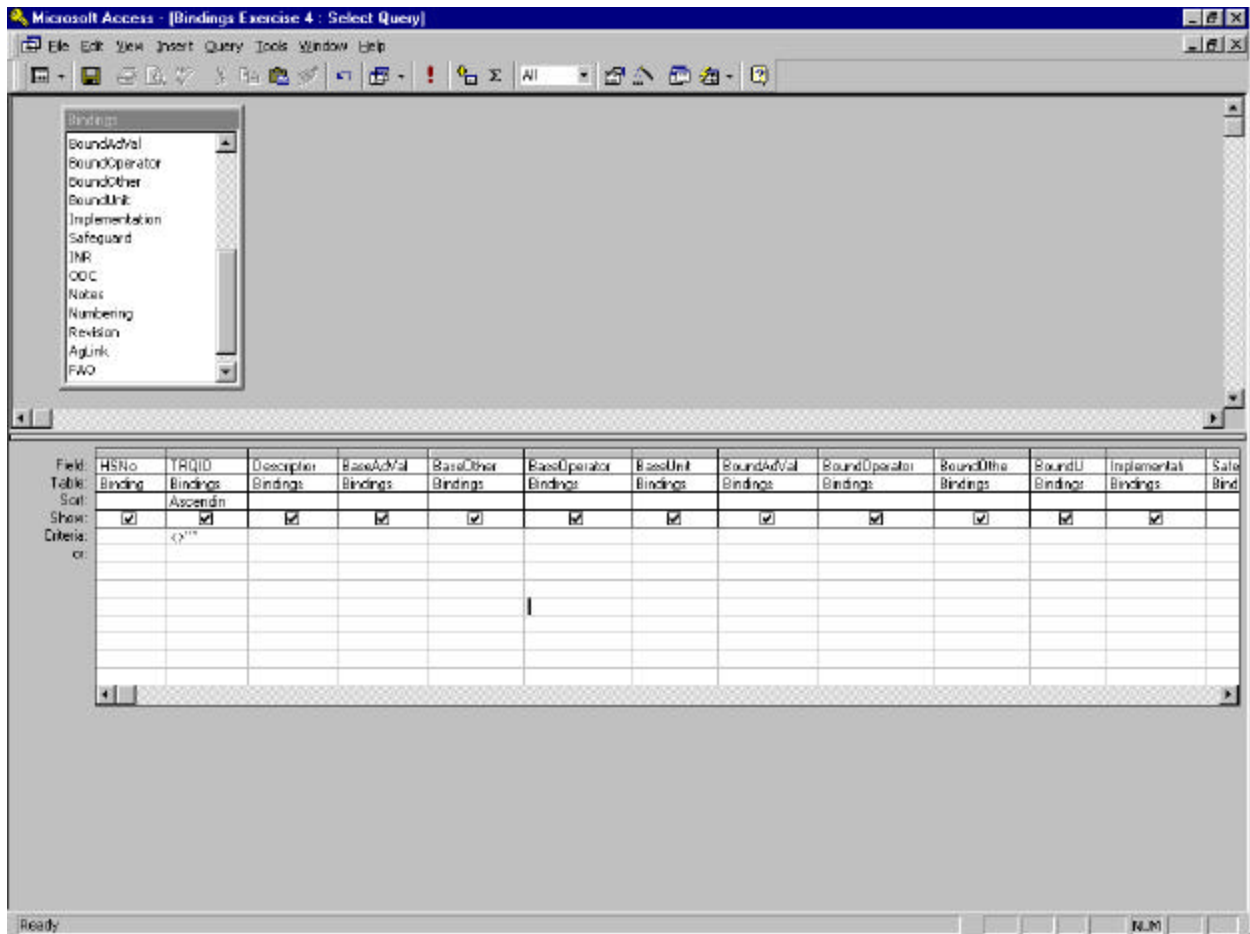 Microsoft Access - [Bindings Exercise 4 : Select Query]
File Edit View Insert Query Tools Window Help
All
Bindings
BoundAdVal
BoundOperator
BoundOther
BoundUnit
Implementation
Safeguard
INR
ODC
Notes
Numbering
Revision
AgLink
FAO
Field: HSNo TRQID Description BaseAdVal BaseOther BaseOperator BaseUnit BoundAdVal BoundOperator BoundOthe BoundU Implementati Safe
Table: Binding Bindings Bindings Bindings Bindings Bindings Bindings Bindings Bindings Bindings Bindings Bindings Bind
Sort: Ascendin
Show:
Criteria: <>""
or:
Ready NUM